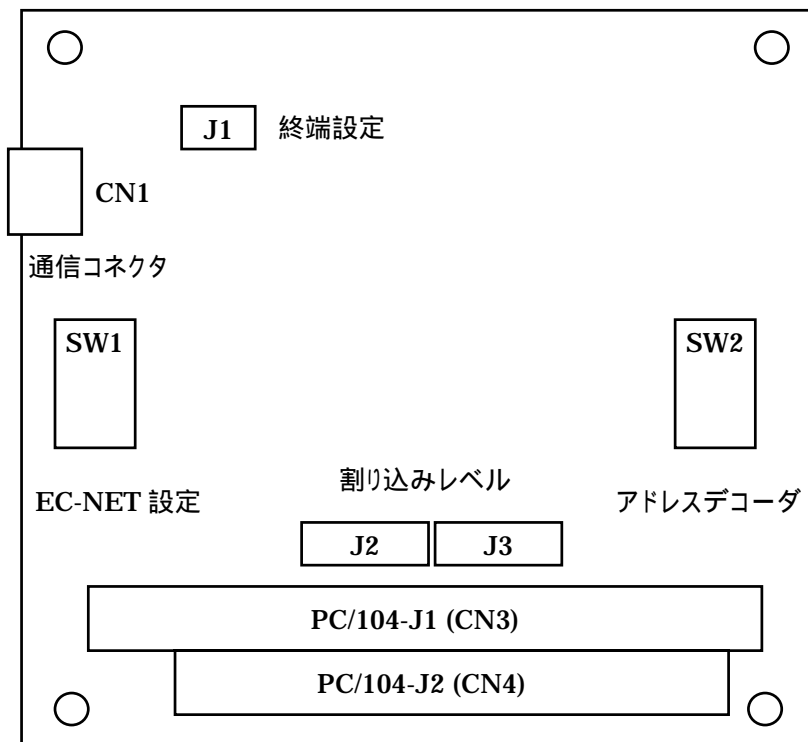 J1 終端設定
CN1
通信コネクタ
SW1
SW2
割り込みレベル
EC-NET 設定
アドレスデコーダ
J2
J3
PC/104-J1 (CN3)
PC/104-J2 (CN4)